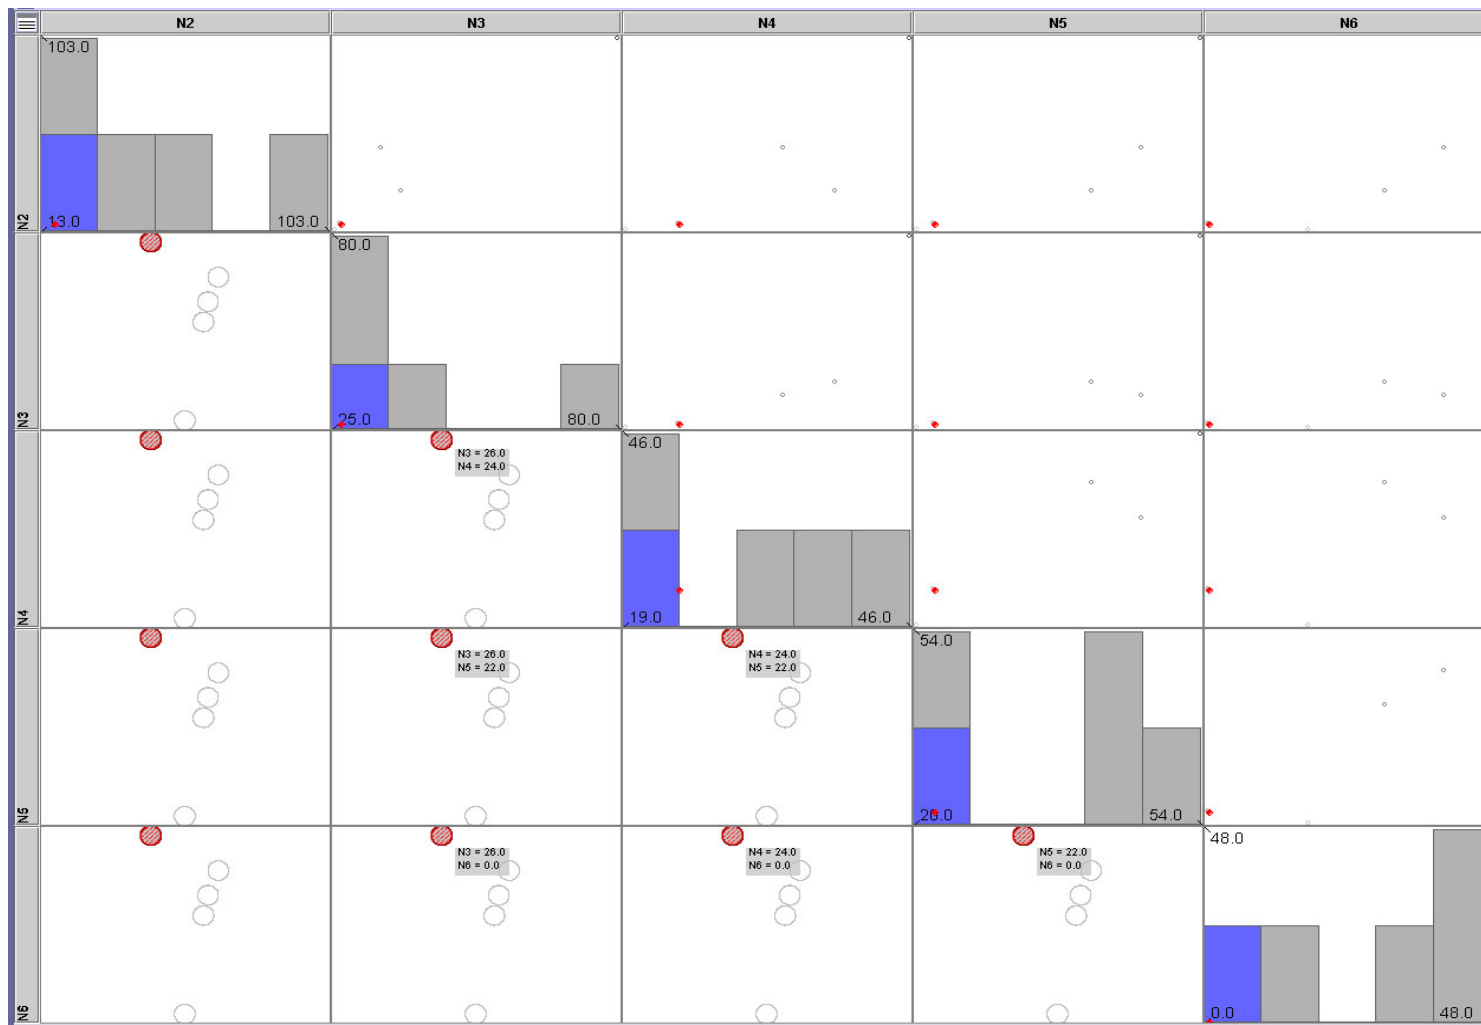 N2 N3 N4 N5 N6
103.0
13.0 103.0
N2
80.0
25.0 80.0
N3
46.0
N3 = 26.0
N4 = 24.0
19.0 46.0
N4
54.0
N3 = 26.0
N5 = 22.0
N4 = 24.0
N5 = 22.0
20.0 54.0
N5
48.0
N3 = 26.0
N6 = 0.0
N4 = 24.0
N6 = 0.0
N5 = 22.0
N6 = 0.0
0.0 48.0
N6